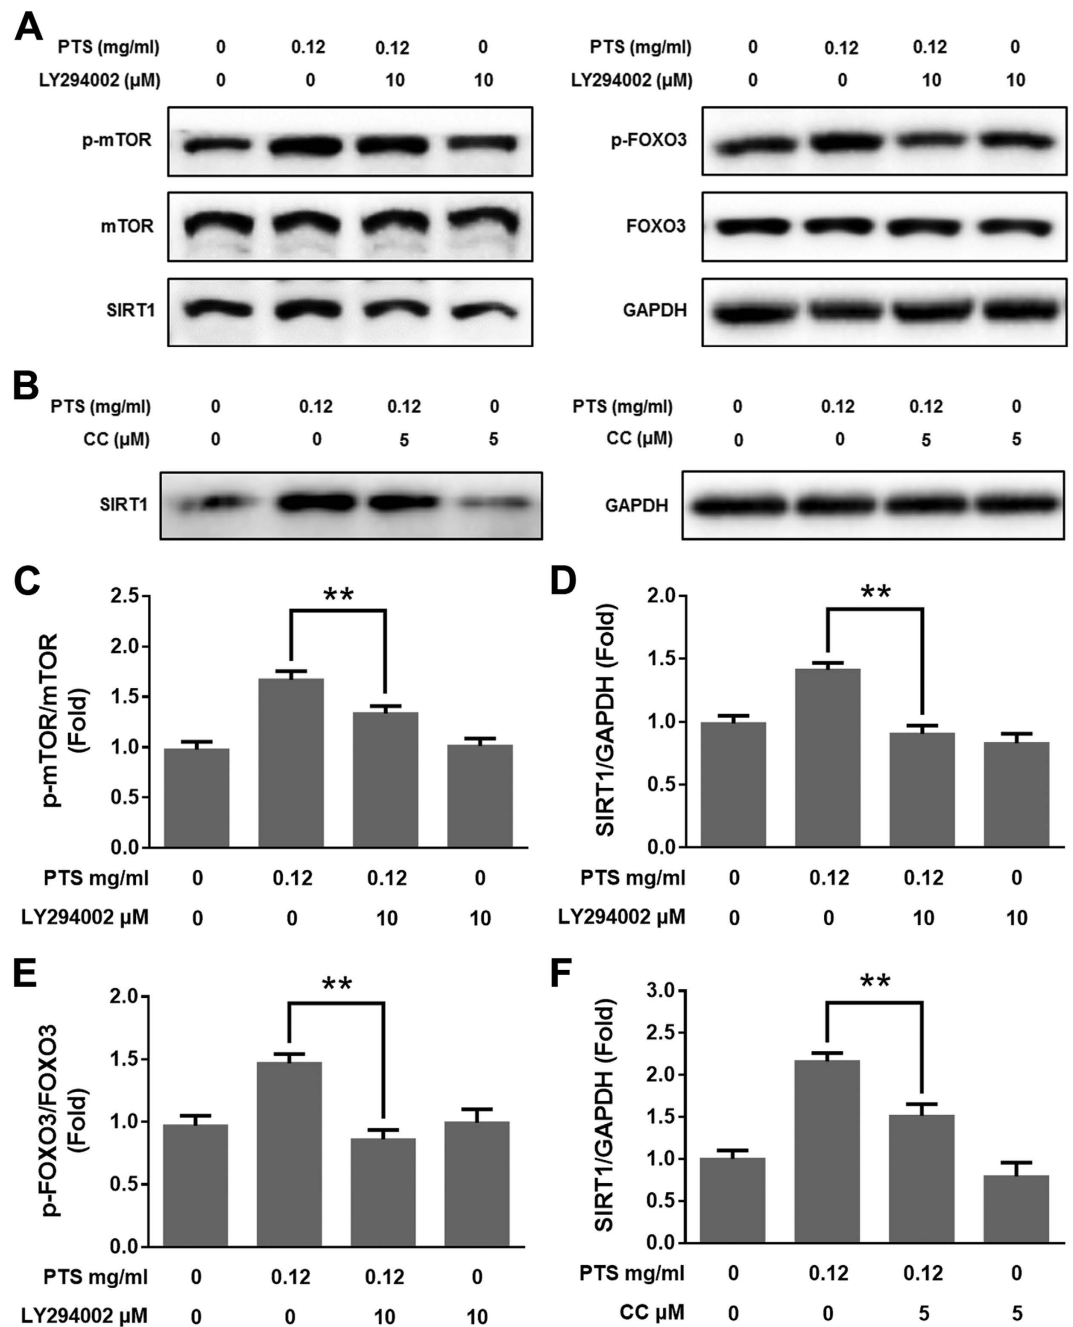 A
PTS (mg/ml) 0 0.12 0.12 0
LY294002 (µM) 0 0 10 10
p-mTOR
mTOR
SIRT1
PTS (mg/ml) 0 0.12 0.12 0
LY294002 (µM) 0 0 10 10
p-FOXO3
FOXO3
GAPDH
B
PTS (mg/ml) 0 0.12 0.12 0
CC (µM) 0 0 5 5
SIRT1
PTS (mg/ml) 0 0.12 0.12 0
CC (µM) 0 0 5 5
GAPDH
C
p-mTOR/mTOR
(Fold)
2.5
2.0
1.5
1.0
0.5
0.0
**
PTS mg/ml 0 0.12 0.12 0
LY294002 µM 0 0 10 10
D
SIRT1/GAPDH (Fold)
2.0
1.5
1.0
0.5
0.0
**
PTS mg/ml 0 0.12 0.12 0
LY294002 µM 0 0 10 10
E
p-FOXO3/FOXO3
(Fold)
2.0
1.5
1.0
0.5
0.0
**
PTS mg/ml 0 0.12 0.12 0
LY294002 µM 0 0 10 10
F
SIRT1/GAPDH (Fold)
3.0
2.5
2.0
1.5
1.0
0.5
0.0
**
PTS mg/ml 0 0.12 0.12 0
CC µM 0 0 5 5